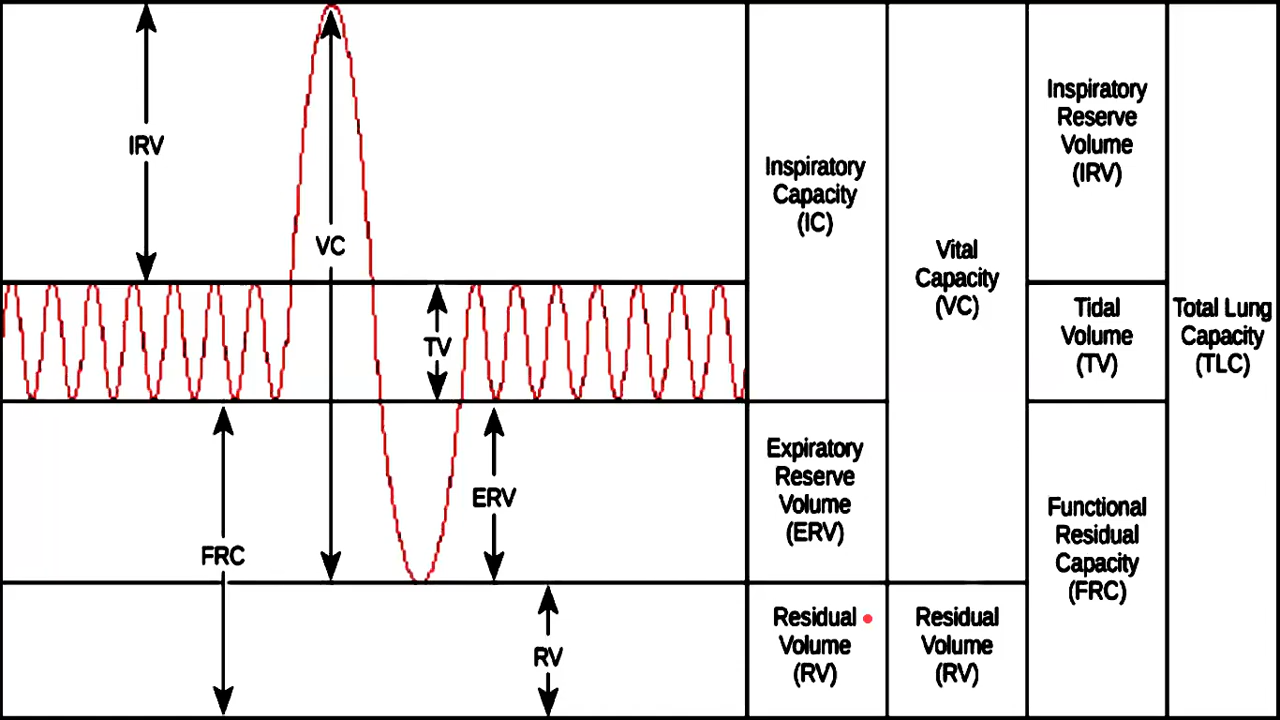 IRV
VC
TV
FRC
ERV
RV
Inspiratory
Capacity
(IC)
Expiratory
Reserve
Volume
(ERV)
Residual
Volume
(RV)
Vital
Capacity
(VC)
Residual
Volume
(RV)
Inspiratory
Reserve
Volume
(IRV)
Tidal
Volume
(TV)
Functional
Residual
Capacity
(FRC)
Total Lung
Capacity
(TLC)